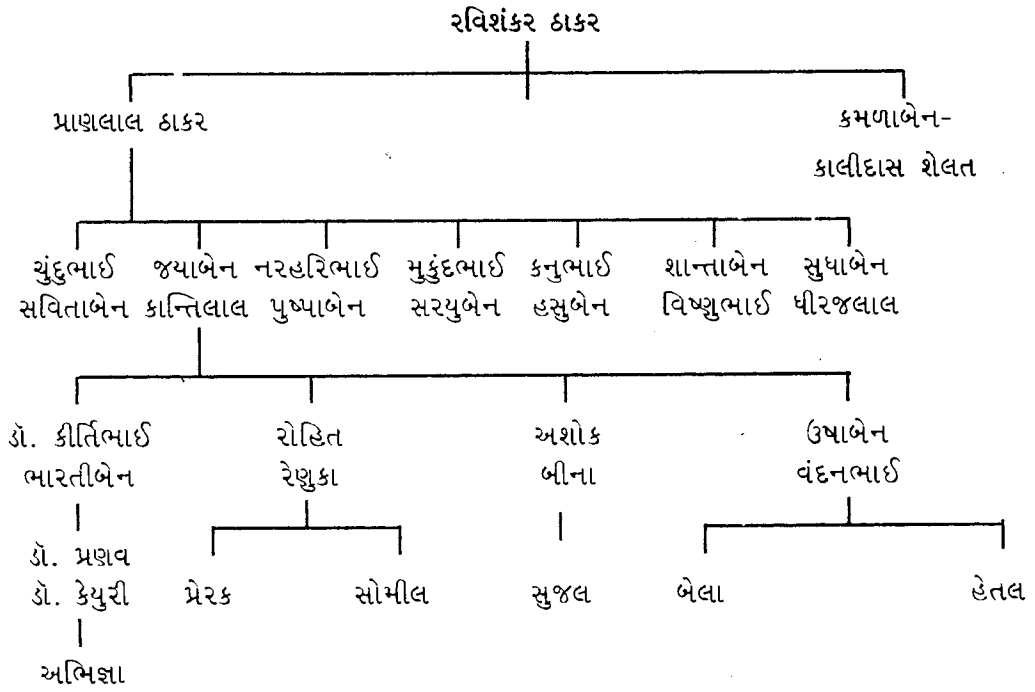 રવિશંકર ઠાકર
પ્રાણલાલ ઠાકર કમળાબેન-
કાલીદાસ શેલત
ચુંદુભાઈ જયાબેન નરહરિભાઈ મુકુંદભાઈ કનુભાઈ શાન્તાબેન સુધાબેન
સવિતાબેન કાન્તિલાલ પુષ્પાબેન સરયુબેન હસુબેન વિષ્ણુભાઈ ધીરજલાલ
ડૉ. કીર્તિભાઈ રોહિત અશોક ઉષાબેન
ભારતીબેન રેણુકા બીના વંદનભાઈ
ડૉ. પ્રણવ
ડૉ. કેયુરી પ્રેરક સોમીલ સુજલ બેલા હેતલ
અભિજ્ઞા